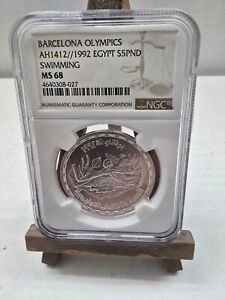 BARCELONA OLYMPICS
AH1412//1992 EGYPT S5PND
SWIMMING
MS 68
4640308-027
NUMISMATIC GUARANTY CORPORATION
NGC